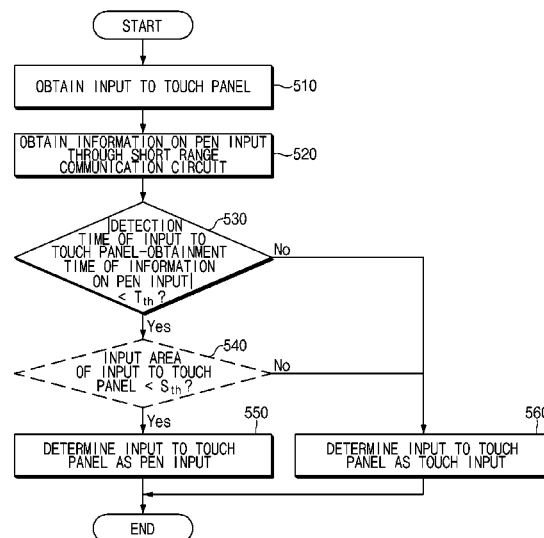 START
OBTAIN INPUT TO TOUCH PANEL
510
OBTAIN INFORMATION ON PEN INPUT
THROUGH SHORT RANGE
COMMUNICATION CIRCUIT
520
530
|DETECTION
TIME OF INPUT TO
TOUCH PANEL-OBTAINMENT
TIME OF INFORMATION
ON PEN INPUT|
< Tth ?
No
Yes
540
INPUT AREA
OF INPUT TO TOUCH
PANEL < Sth ?
No
Yes
550
DETERMINE INPUT TO TOUCH
PANEL AS PEN INPUT
560
DETERMINE INPUT TO TOUCH
PANEL AS TOUCH INPUT
END